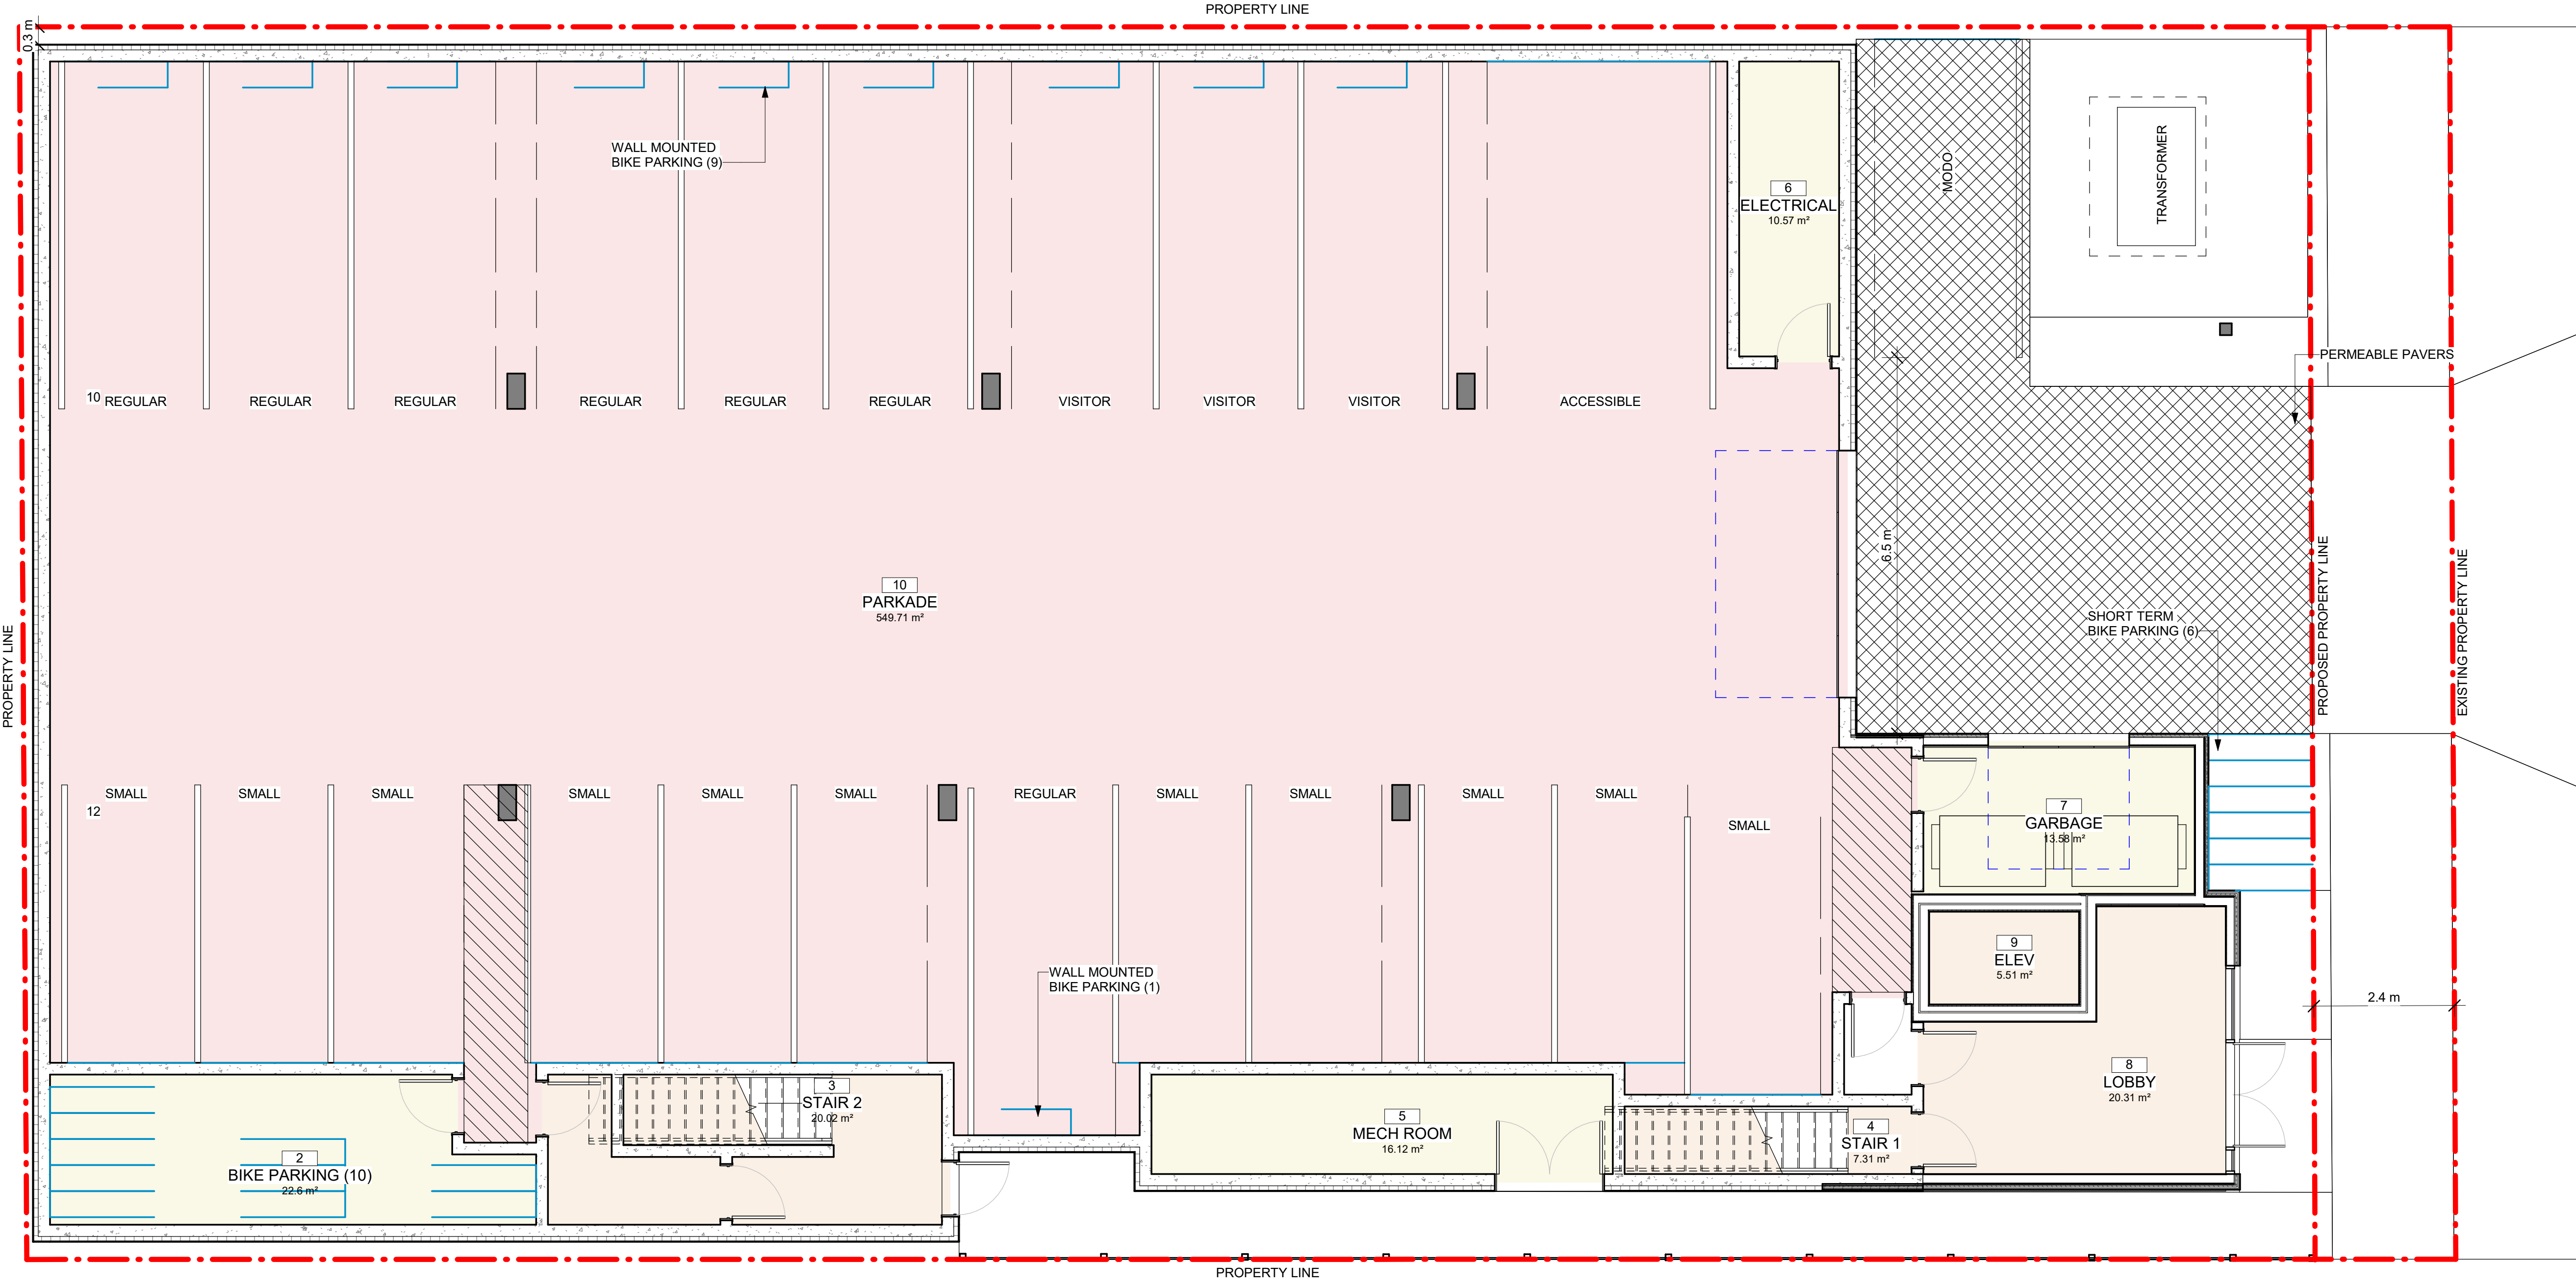 PROPERTY LINE
0.3 m
WALL MOUNTED
BIKE PARKING (9)
6
ELECTRICAL
10.57 m²
MODO
TRANSFORMER
PERMEABLE PAVERS
10
REGULAR
REGULAR
REGULAR
REGULAR
REGULAR
REGULAR
VISITOR
VISITOR
VISITOR
ACCESSIBLE
6.5 m
10
PARKADE
549.71 m²
SHORT TERM
BIKE PARKING (6)
PROPOSED PROPERTY LINE
EXISTING PROPERTY LINE
PROPERTY LINE
SMALL
SMALL
SMALL
SMALL
SMALL
SMALL
REGULAR
SMALL
SMALL
SMALL
SMALL
SMALL
12
7
GARBAGE
13.58 m²
9
ELEV
5.51 m²
WALL MOUNTED
BIKE PARKING (1)
2.4 m
8
LOBBY
20.31 m²
3
STAIR 2
20.02 m²
5
MECH ROOM
16.12 m²
4
STAIR 1
7.31 m²
2
BIKE PARKING (10)
22.6 m²
PROPERTY LINE